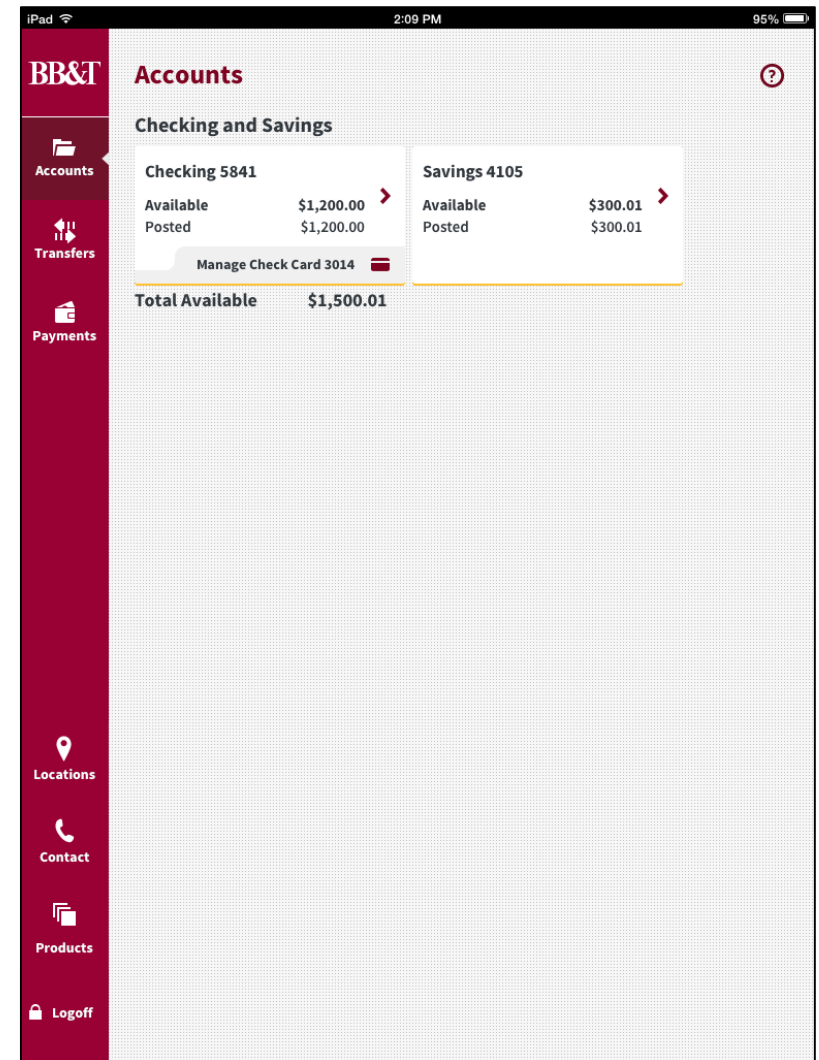 iPad 2:09 PM 95%
BB&T
Accounts
?
Checking and Savings
Accounts
Transfers
Payments
Checking 5841
Available $1,200.00
Posted $1,200.00
Manage Check Card 3014
Savings 4105
Available $300.01
Posted $300.01
Total Available $1,500.01
Locations
Contact
Products
Logoff